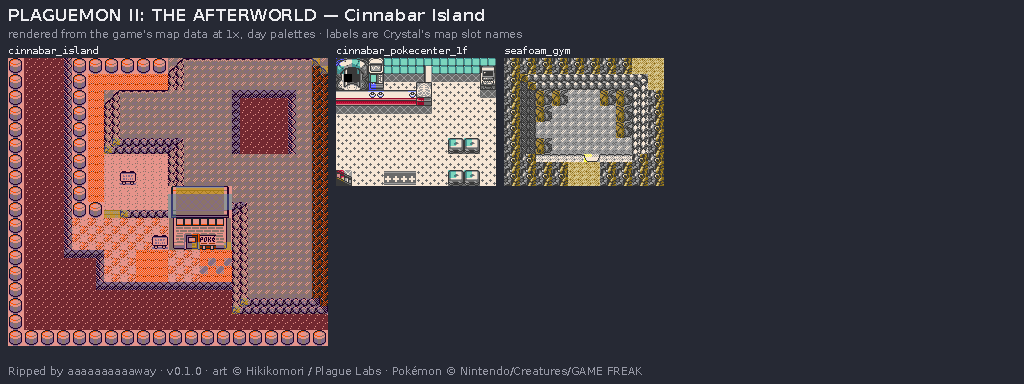 PLAGUEMON II: THE AFTERWORLD — Cinnabar Island
rendered from the game's map data at 1x, day palettes · labels are Crystal's map slot names
cinnabar_island
cinnabar_pokecenter_1f
seafoam_gym
POKé
Ripped by aaaaaaaaaaway · v0.1.0 · art © Hikikomori / Plague Labs · Pokémon © Nintendo/Creatures/GAME FREAK